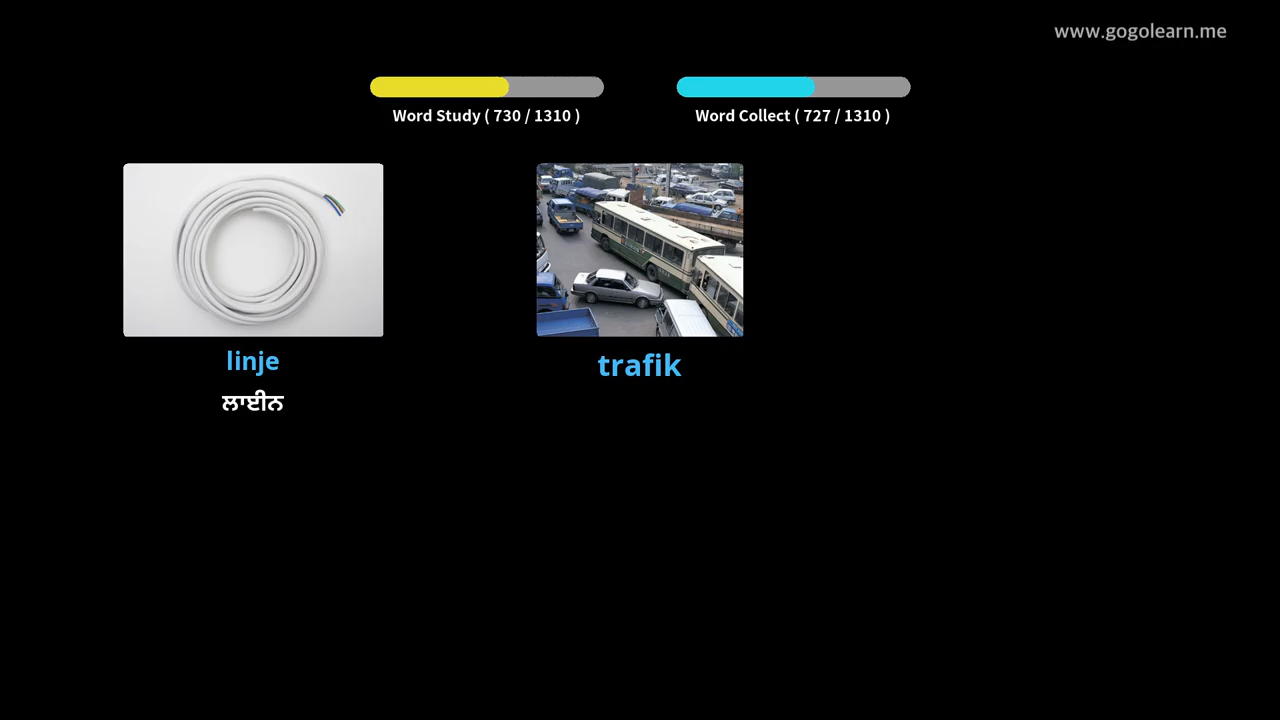 www.gogolearn.me
Word Study ( 730 / 1310 )
Word Collect ( 727 / 1310 )
linje
ਲਾਈਨ
trafik